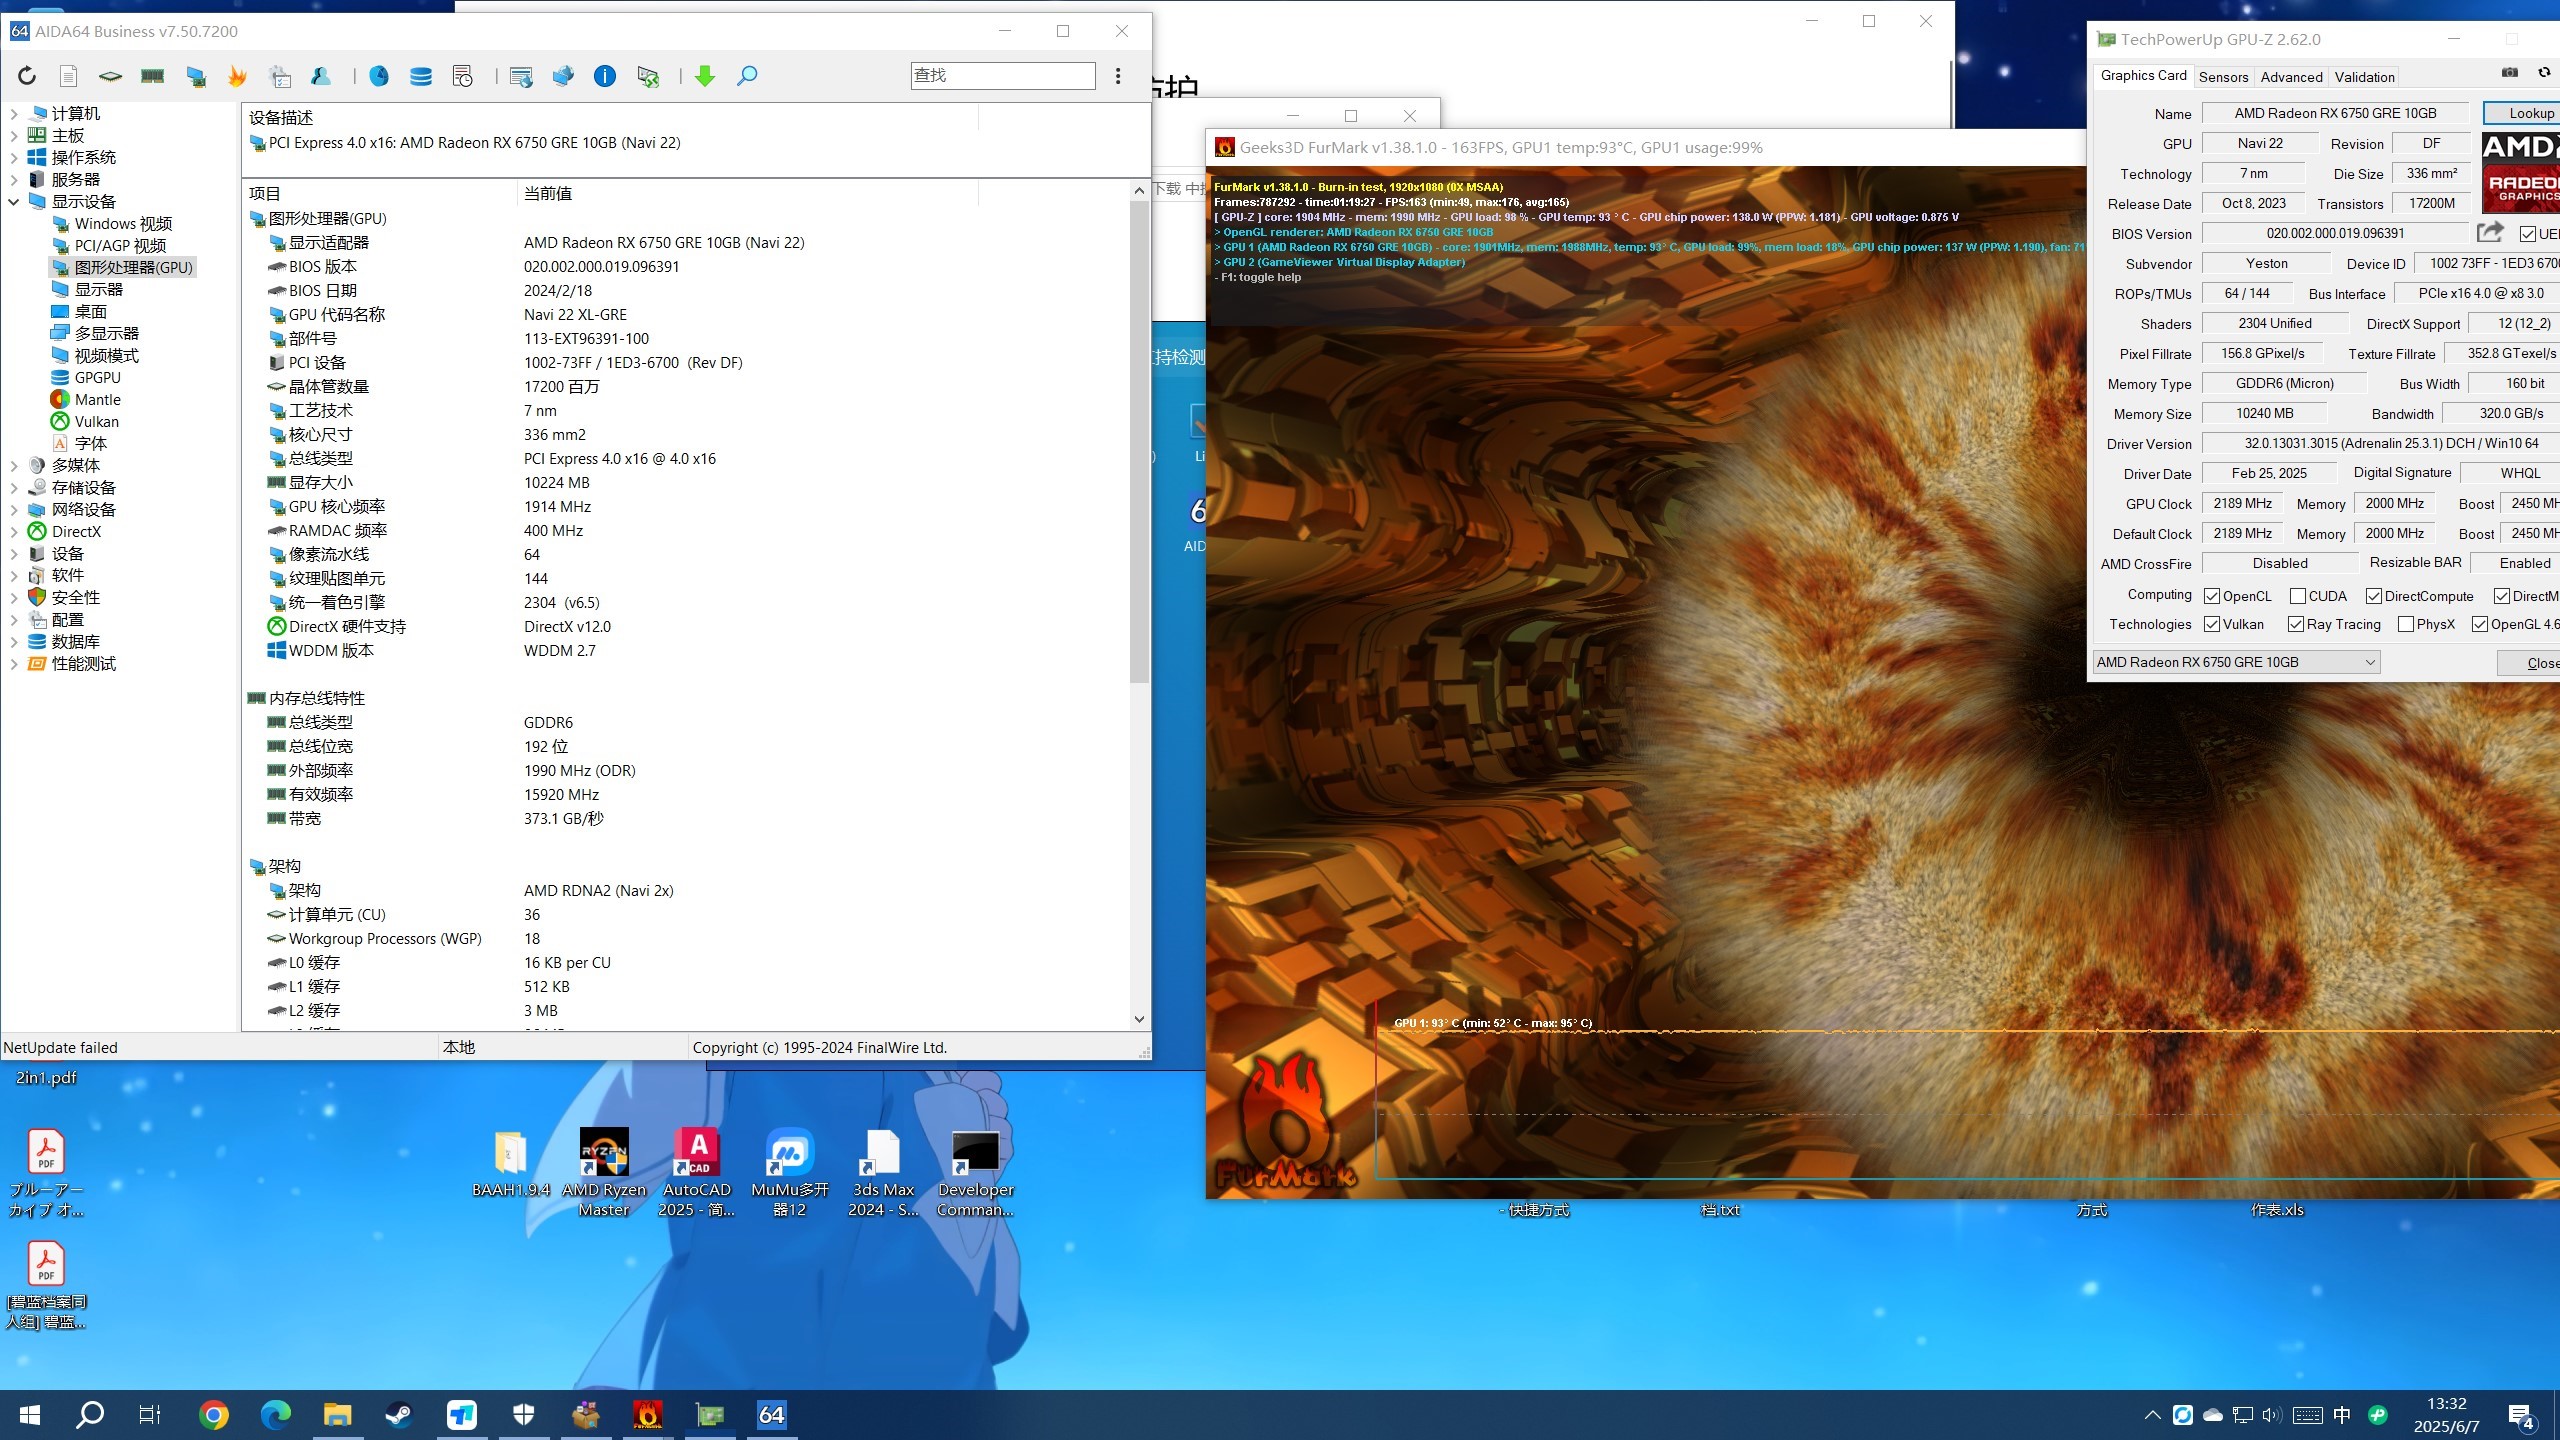 AIDA64 Business v7.50.7200
查找
计算机
主板
操作系统
服务器
显示设备
Windows 视频
PCI/AGP 视频
图形处理器(GPU)
显示器
桌面
多显示器
视频模式
GPGPU
Mantle
Vulkan
字体
多媒体
存储设备
网络设备
DirectX
设备
软件
安全性
配置
数据库
性能测试
设备描述
PCI Express 4.0 x16: AMD Radeon RX 6750 GRE 10GB (Navi 22)
项目 当前值
图形处理器(GPU)
显示适配器 AMD Radeon RX 6750 GRE 10GB (Navi 22)
BIOS 版本 020.002.000.019.096391
BIOS 日期 2024/2/18
GPU 代码名称 Navi 22 XL-GRE
部件号 113-EXT96391-100
PCI 设备 1002-73FF / 1ED3-6700 (Rev DF)
晶体管数量 17200 百万
工艺技术 7 nm
核心尺寸 336 mm2
总线类型 PCI Express 4.0 x16 @ 4.0 x16
显存大小 10224 MB
GPU 核心频率 1914 MHz
RAMDAC 频率 400 MHz
像素流水线 64
纹理贴图单元 144
统一着色引擎 2304 (v6.5)
DirectX 硬件支持 DirectX v12.0
WDDM 版本 WDDM 2.7
内存总线特性
总线类型 GDDR6
总线位宽 192 位
外部频率 1990 MHz (ODR)
有效频率 15920 MHz
带宽 373.1 GB/秒
架构
架构 AMD RDNA2 (Navi 2x)
计算单元 (CU) 36
Workgroup Processors (WGP) 18
L0 缓存 16 KB per CU
L1 缓存 512 KB
L2 缓存 3 MB
NetUpdate failed 本地 Copyright (c) 1995-2024 FinalWire Ltd.
防护
下载 中
持检测
Li
AID
Geeks3D FurMark v1.38.1.0 - 163FPS, GPU1 temp:93°C, GPU1 usage:99%
FurMark v1.38.1.0 - Burn-in test, 1920x1080 (0X MSAA)
Frames:787292 - time:01:19:27 - FPS:163 (min:49, max:176, avg:165)
[ GPU-Z ] core: 1904 MHz - mem: 1990 MHz - GPU load: 98 % - GPU temp: 93 ° C - GPU chip power: 138.0 W (PPW: 1.181) - GPU voltage: 0.875 V
> OpenGL renderer: AMD Radeon RX 6750 GRE 10GB
> GPU 1 (AMD Radeon RX 6750 GRE 10GB) - core: 1901MHz, mem: 1988MHz, temp: 93° C, GPU load: 99%, mem load: 18%, GPU chip power: 137 W (PPW: 1.190), fan: 71
> GPU 2 (GameViewer Virtual Display Adapter)
- F1: toggle help
GPU 1: 93° C (min: 52° C - max: 95° C)
FurMark
TechPowerUp GPU-Z 2.62.0
Graphics Card Sensors Advanced Validation
Name AMD Radeon RX 6750 GRE 10GB Lookup
GPU Navi 22 Revision DF
AMD
Technology 7 nm Die Size 336 mm²
RADEON
GRAPHICS
Release Date Oct 8, 2023 Transistors 17200M
BIOS Version 020.002.000.019.096391 UE
Subvendor Yeston Device ID 1002 73FF - 1ED3 670
ROPs/TMUs 64 / 144 Bus Interface PCIe x16 4.0 @ x8 3.0
Shaders 2304 Unified DirectX Support 12 (12_2)
Pixel Fillrate 156.8 GPixel/s Texture Fillrate 352.8 GTexel/s
Memory Type GDDR6 (Micron) Bus Width 160 bit
Memory Size 10240 MB Bandwidth 320.0 GB/s
Driver Version 32.0.13031.3015 (Adrenalin 25.3.1) DCH / Win10 64
Driver Date Feb 25, 2025 Digital Signature WHQL
GPU Clock 2189 MHz Memory 2000 MHz Boost 2450 MH
Default Clock 2189 MHz Memory 2000 MHz Boost 2450 MH
AMD CrossFire Disabled Resizable BAR Enabled
Computing OpenCL CUDA DirectCompute DirectM
Technologies Vulkan Ray Tracing PhysX OpenGL 4.6
AMD Radeon RX 6750 GRE 10GB Close
2in1.pdf
ブルーアー
カイブ オ...
[碧蓝档案同
人组] 碧蓝...
BAAH1.9.4
AMD Ryzen
Master
AutoCAD
2025 - 简...
MuMu多开
器12
3ds Max
2024 - S...
Developer
Comman...
- 快捷方式
档.txt
方式
作表.xls
64
中
13:32
2025/6/7
4